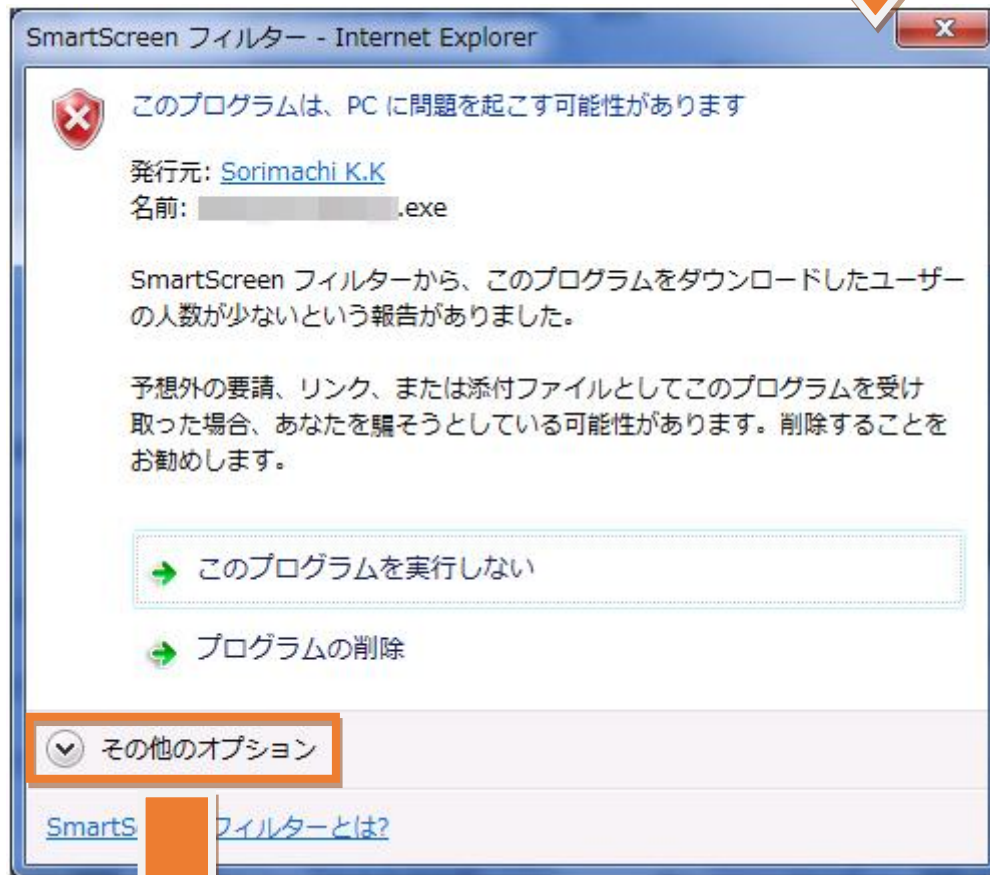 SmartScreen フィルター - Internet Explorer
このプログラムは、PC に問題を起こす可能性があります
発行元: Sorimachi K.K
名前: .exe
SmartScreen フィルターから、このプログラムをダウンロードしたユーザー
の人数が少ないという報告がありました。
予想外の要請、リンク、または添付ファイルとしてこのプログラムを受け
取った場合、あなたを騙そうとしている可能性があります。削除することを
お勧めします。
このプログラムを実行しない
プログラムの削除
その他のオプション
SmartS フィルターとは?